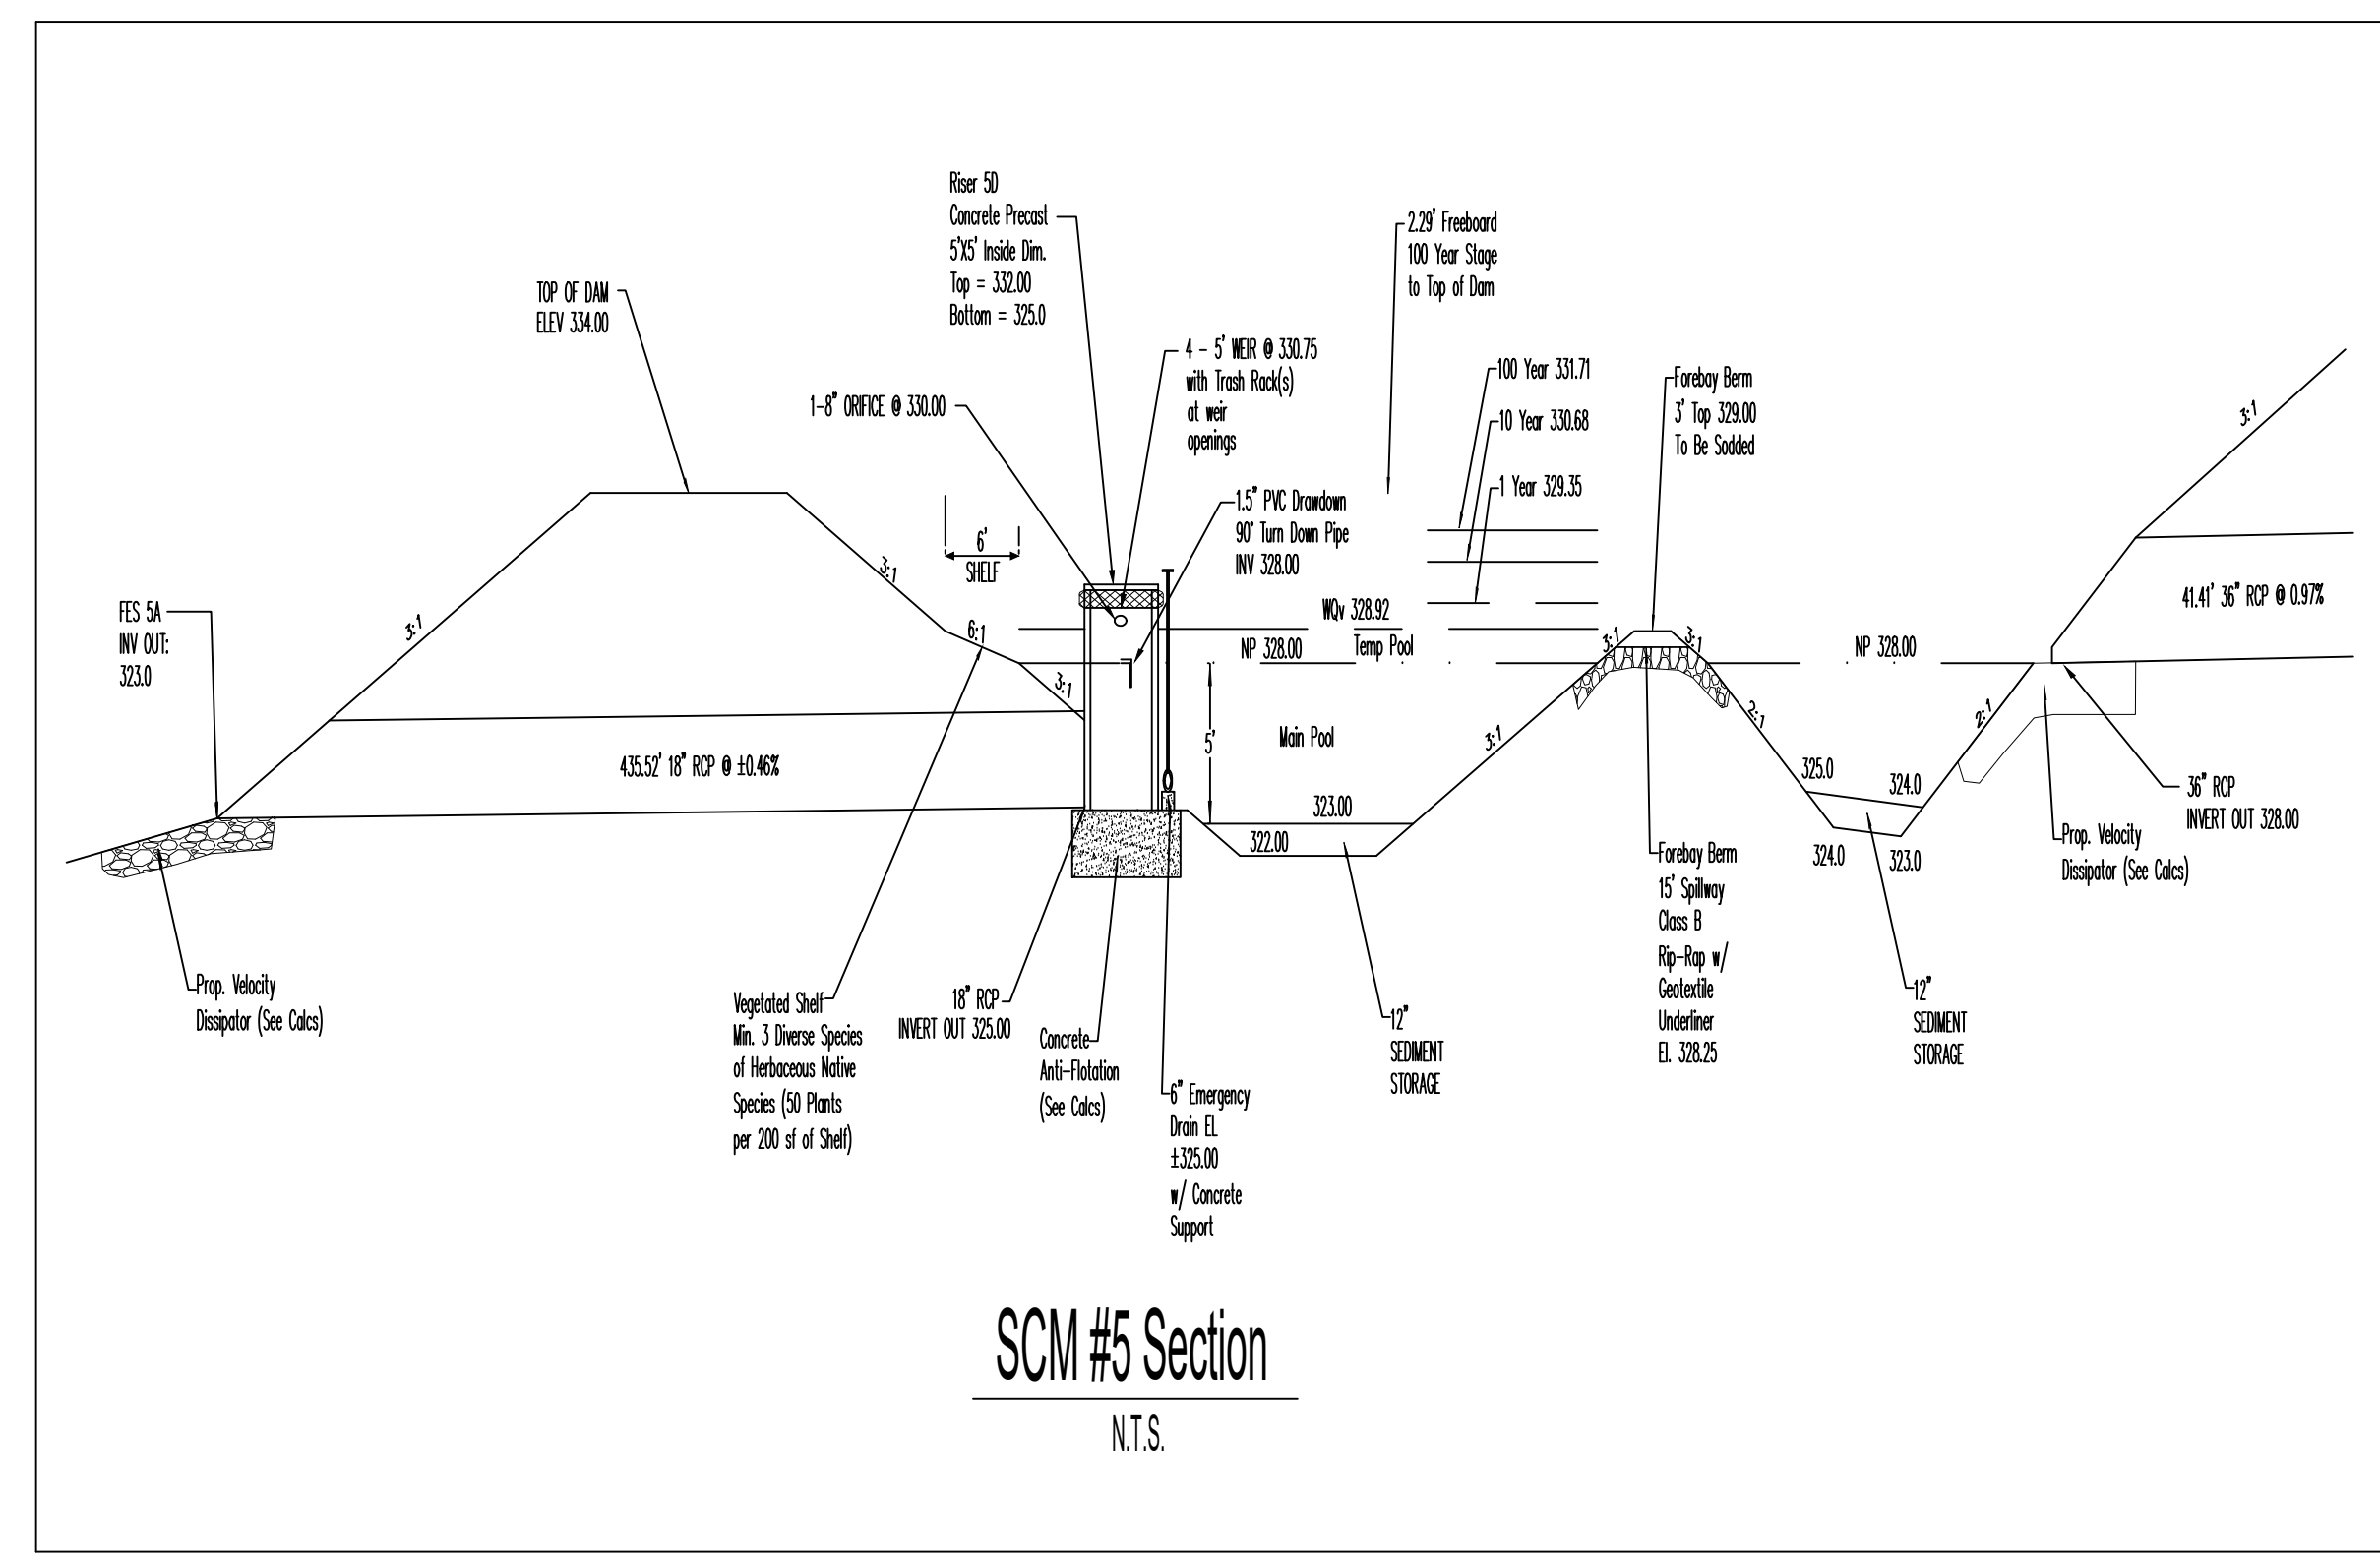 Riser 5D
Concrete Precast
5'X5' Inside Dim.
Top = 332.00
Bottom = 325.0
2.29' Freeboard
100 Year Stage
to Top of Dam
TOP OF DAM
ELEV 334.00
4 - 5' WEIR @ 330.75
with Trash Rack(s)
at weir
openings
1-8" ORIFICE @ 330.00
100 Year 331.71
10 Year 330.68
1 Year 329.35
Forebay Berm
3' Top 329.00
To Be Sodded
3:1
1.5" PVC Drawdown
90° Turn Down Pipe
INV 328.00
6'
SHELF
3:1
FES 5A
INV OUT:
323.0
3:1
6:1
3:1
WQv 328.92
Temp Pool
NP 328.00
3:1
3:1
NP 328.00
41.41' 36" RCP @ 0.97%
435.52' 18" RCP @ ±0.46%
5'
Main Pool
3:1
2:1
2:1
323.00
322.00
325.0
324.0
324.0
323.0
36" RCP
INVERT OUT 328.00
Prop. Velocity
Dissipator (See Calcs)
Forebay Berm
15' Spillway
Class B
Rip-Rap w/
Geotextile
Underliner
El. 328.25
Prop. Velocity
Dissipator (See Calcs)
Vegetated Shelf
Min. 3 Diverse Species
of Herbaceous Native
Species (50 Plants
per 200 sf of Shelf)
18" RCP
INVERT OUT 325.00
Concrete
Anti-Flotation
(See Calcs)
6" Emergency
Drain EL
±325.00
w/ Concrete
Support
12"
SEDIMENT
STORAGE
12"
SEDIMENT
STORAGE
SCM #5 Section
N.T.S.